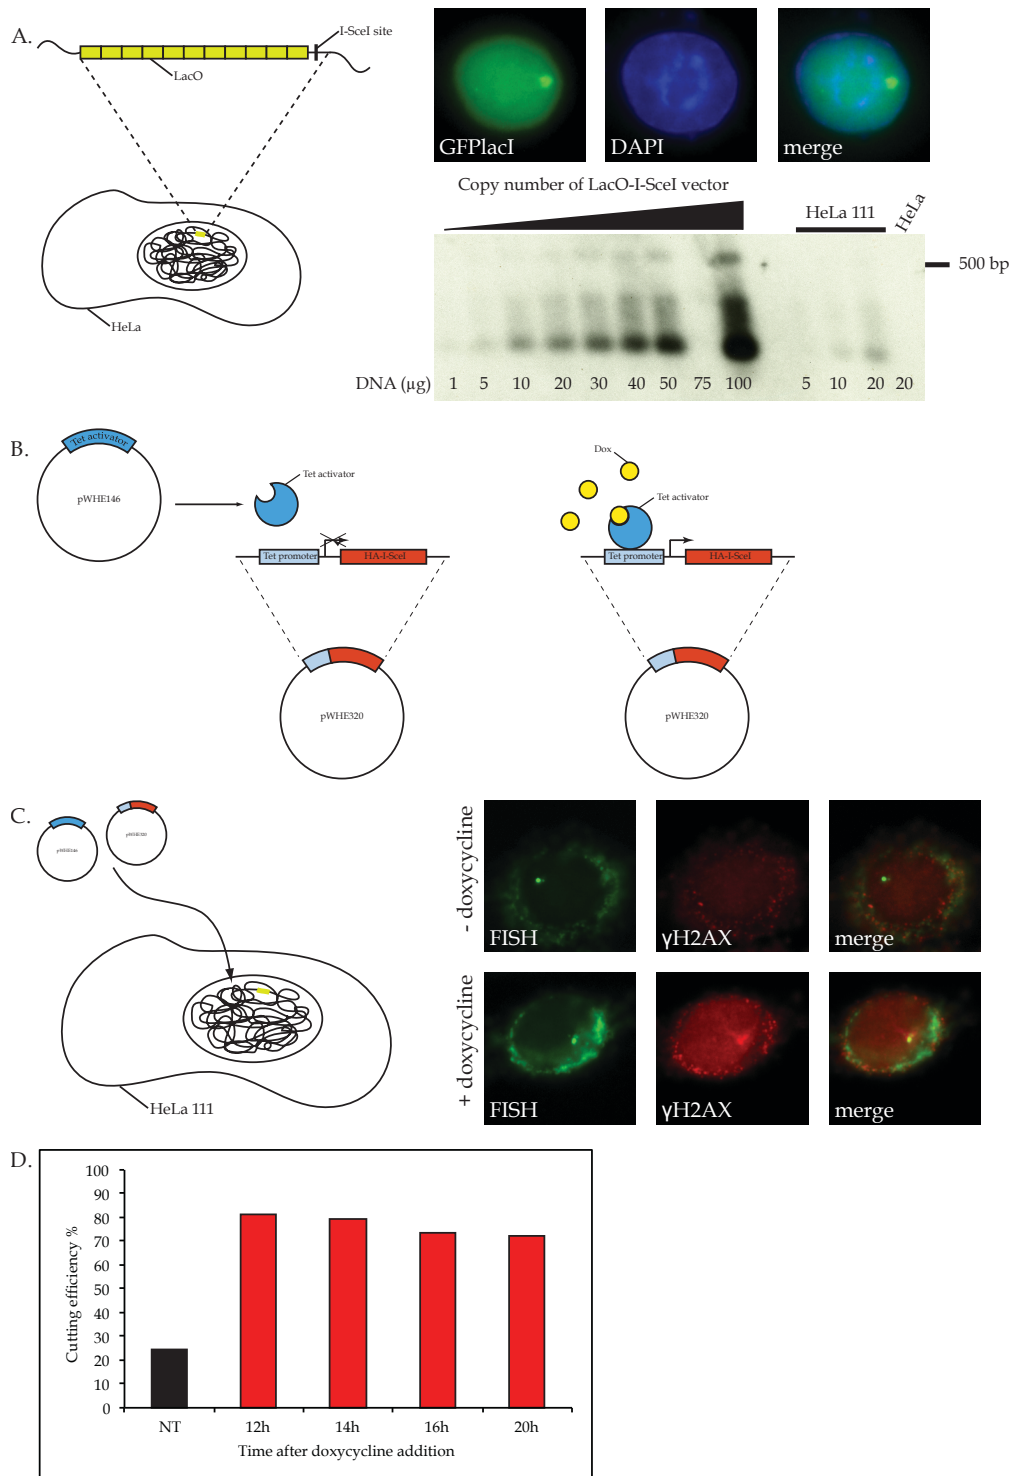 A.
I-SceI site
LacO
HeLa
GFPlacI
DAPI
merge
Copy number of LacO-I-SceI vector
HeLa 111
HeLa
500 bp
DNA (µg) 1 5 10 20 30 40 50 75 100 5 10 20 20
B.
Tet activator
pWHE146
Tet activator
Tet promoter
HA-I-SceI
pWHE320
Dox
Tet activator
Tet promoter
HA-I-SceI
pWHE320
C.
pWHE146
pWHE320
HeLa 111
- doxycycline
FISH
γH2AX
merge
+ doxycycline
FISH
γH2AX
merge
D.
Cutting efficiency %
100
90
80
70
60
50
40
30
20
10
0
NT 12h 14h 16h 20h
Time after doxycycline addition